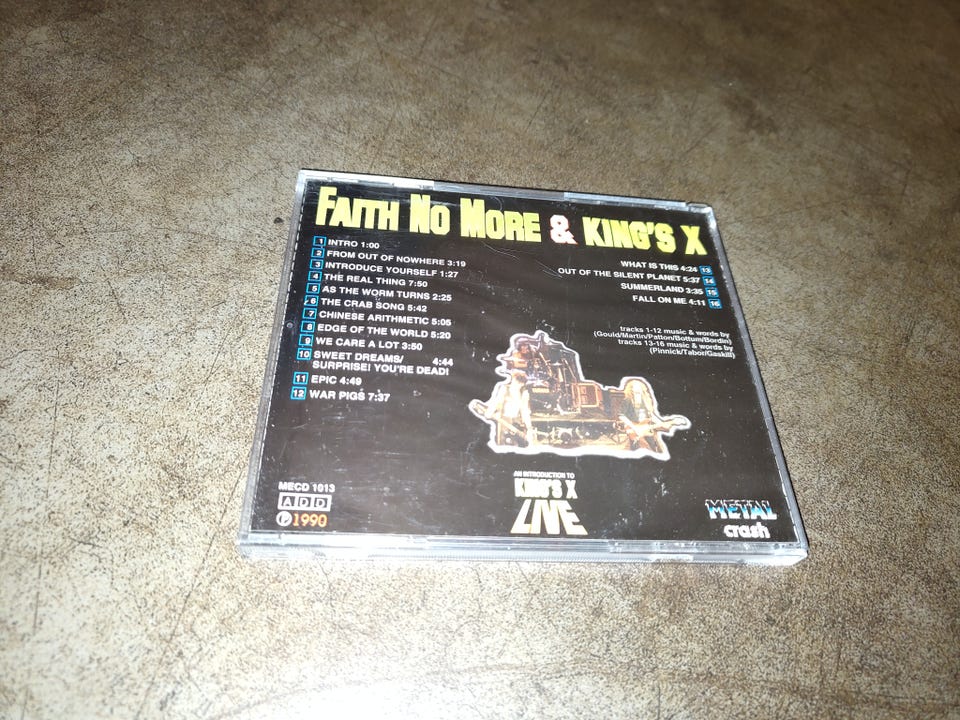 FAITH NO MORE & KING'S X
1 INTRO 1:00
2 FROM OUT OF NOWHERE 3:19
3 INTRODUCE YOURSELF 1:27
4 THE REAL THING 7:50
5 AS THE WORM TURNS 2:25
6 THE CRAB SONG 5:42
7 CHINESE ARITHMETIC 5:05
8 EDGE OF THE WORLD 5:20
9 WE CARE A LOT 3:50
10 SWEET DREAMS/ 4:44
SURPRISE! YOU'RE DEAD!
11 EPIC 4:49
12 WAR PIGS 7:37
WHAT IS THIS 4:24 13
OUT OF THE SILENT PLANET 5:37 14
SUMMERLAND 3:35 15
FALL ON ME 4:11 16
tracks 1-12 music & words by
(Gould/Martin/Patton/Bottum/Bordin)
tracks 13-16 music & words by
(Pinnick/Tabor/Gaskill)
AN INTRODUCTION TO
KING'S X
LIVE
MECD 1013
ADD
℗ 1990
METAL
crash